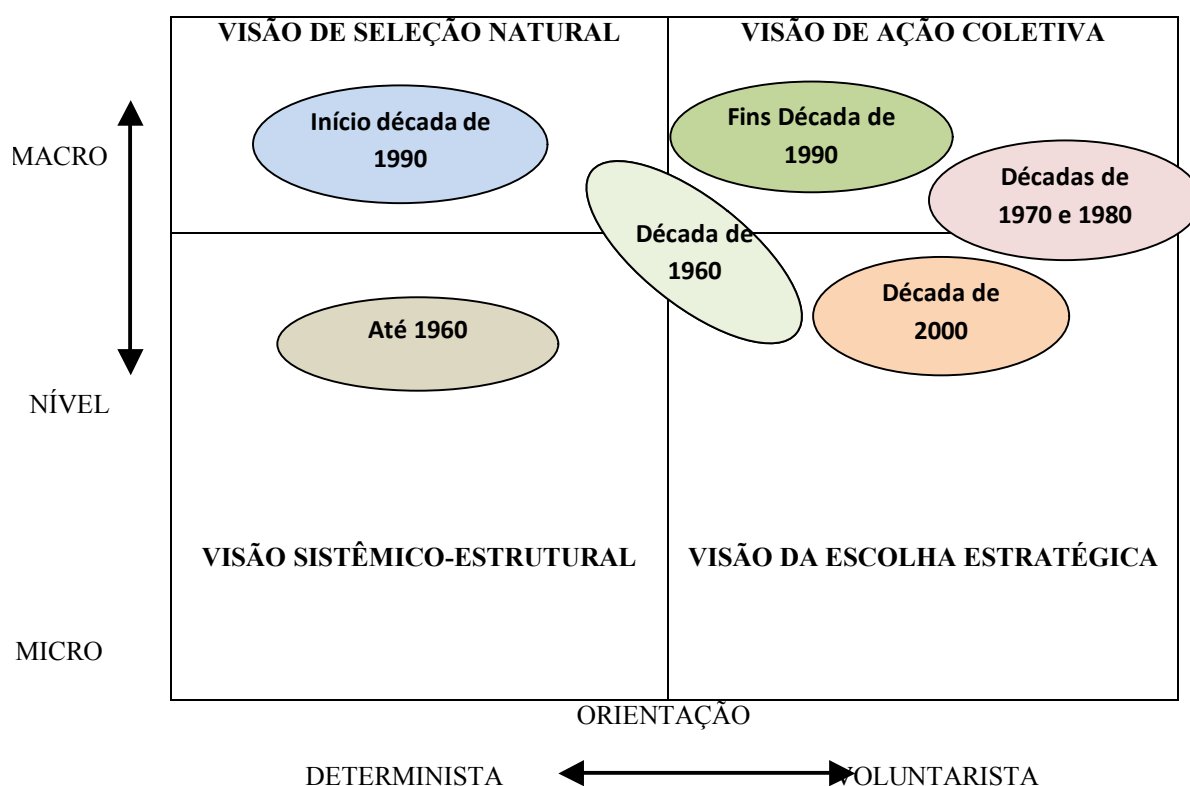 VISÃO DE SELEÇÃO NATURAL
VISÃO DE AÇÃO COLETIVA
Início década de
1990
Fins Década de
1990
MACRO
Décadas de
1970 e 1980
Década de
1960
Até 1960
Década de
2000
NÍVEL
VISÃO SISTÊMICO-ESTRUTURAL
VISÃO DA ESCOLHA ESTRATÉGICA
MICRO
ORIENTAÇÃO
DETERMINISTA
VOLUNTARISTA